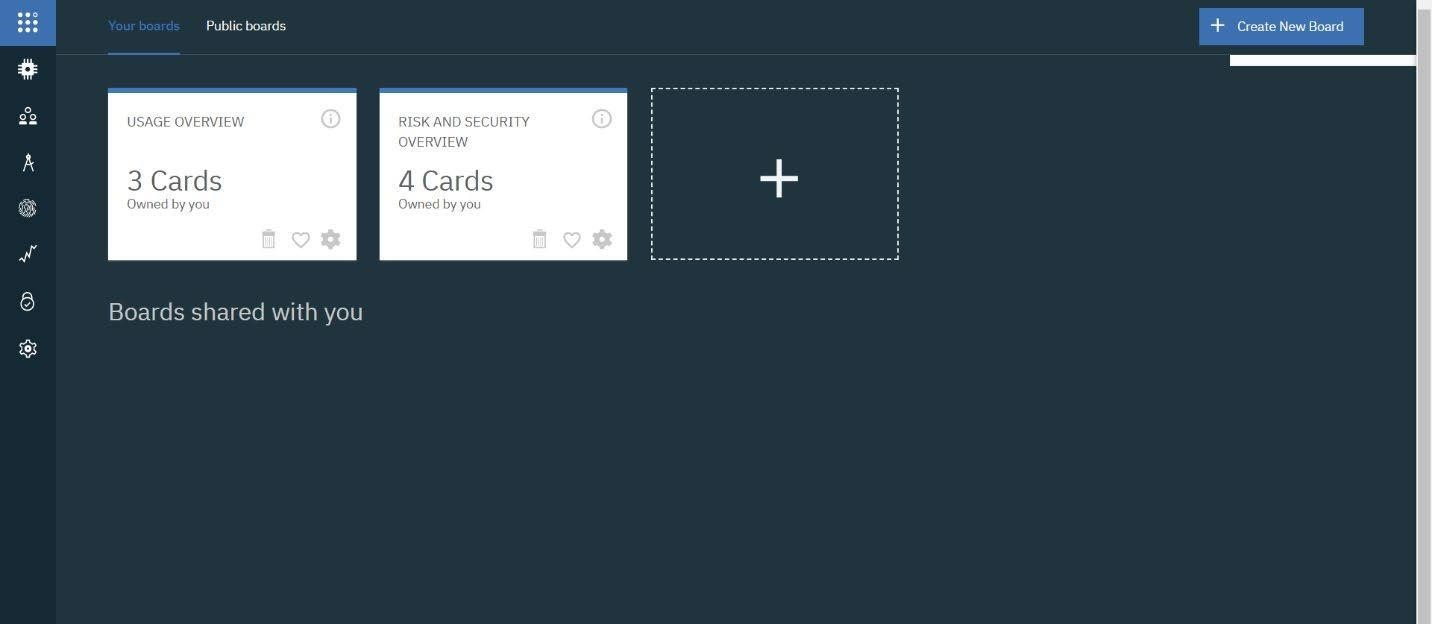 Your boards
Public boards
Create New Board
USAGE OVERVIEW
3 Cards
Owned by you
RISK AND SECURITY
OVERVIEW
4 Cards
Owned by you
Boards shared with you